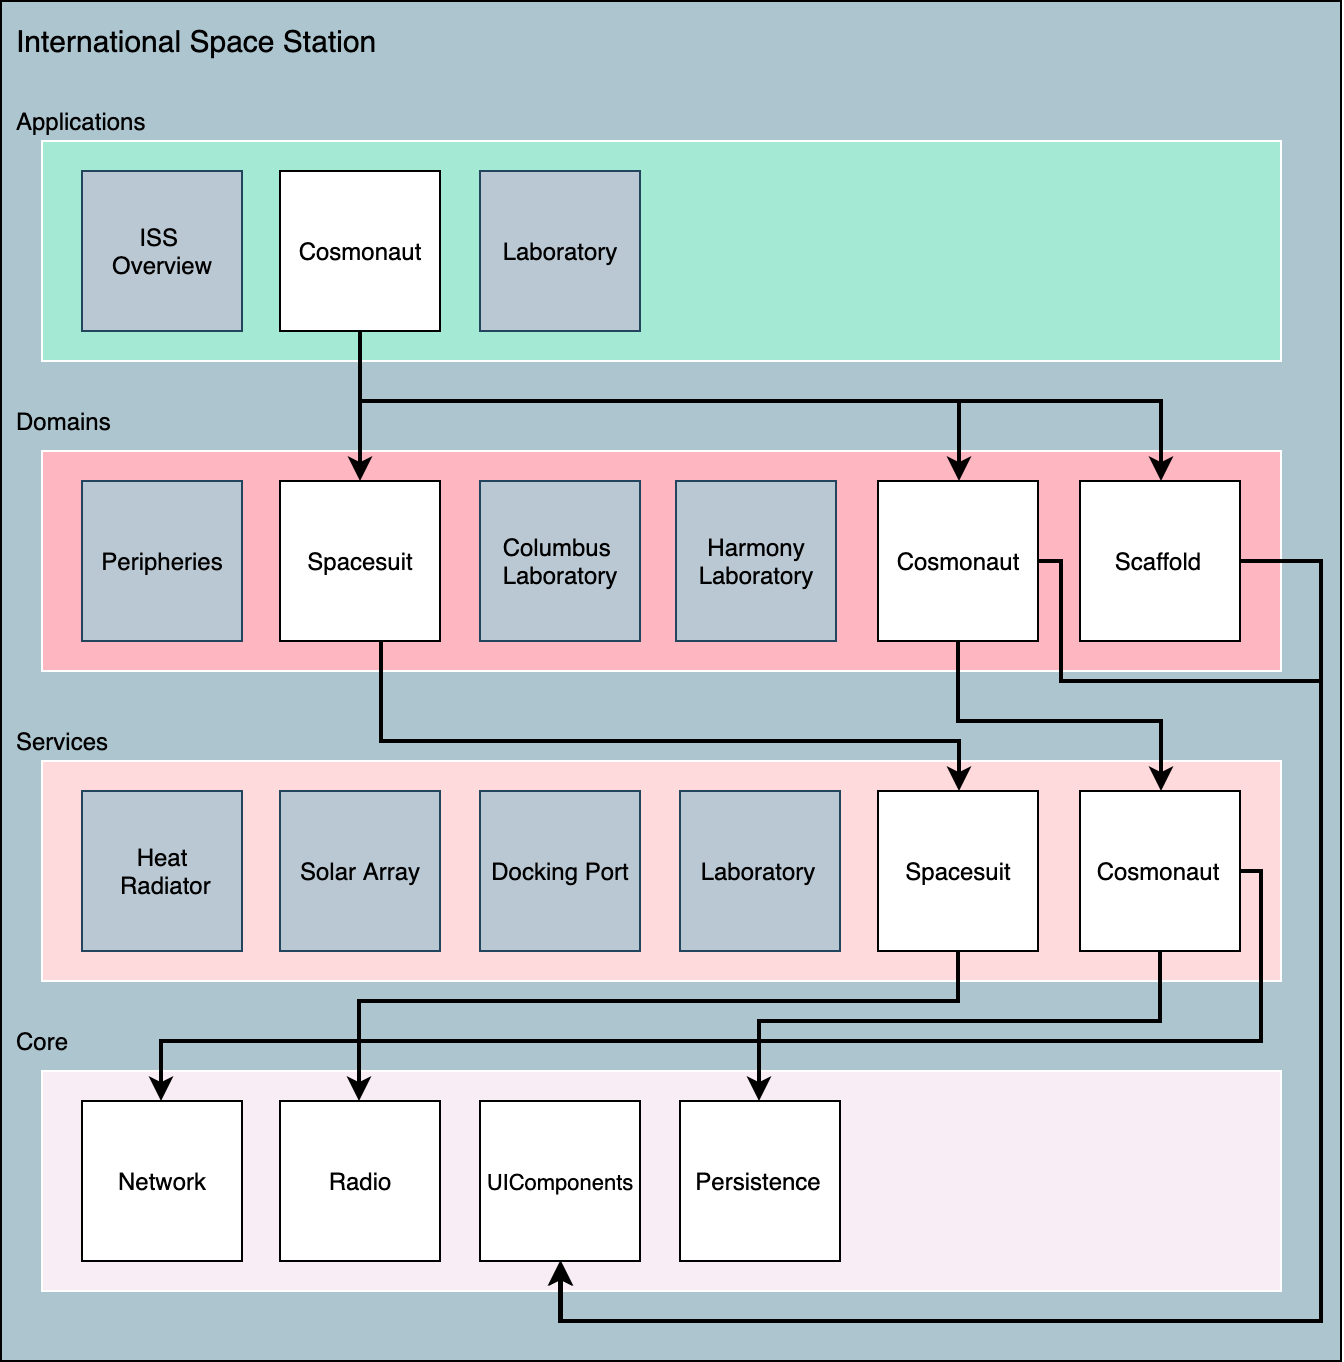 International Space Station
Applications
ISS
Overview
Cosmonaut
Laboratory
Domains
Peripheries
Spacesuit
Columbus
Laboratory
Harmony
Laboratory
Cosmonaut
Scaffold
Services
Heat
Radiator
Solar Array
Docking Port
Laboratory
Spacesuit
Cosmonaut
Core
Network
Radio
UIComponents
Persistence